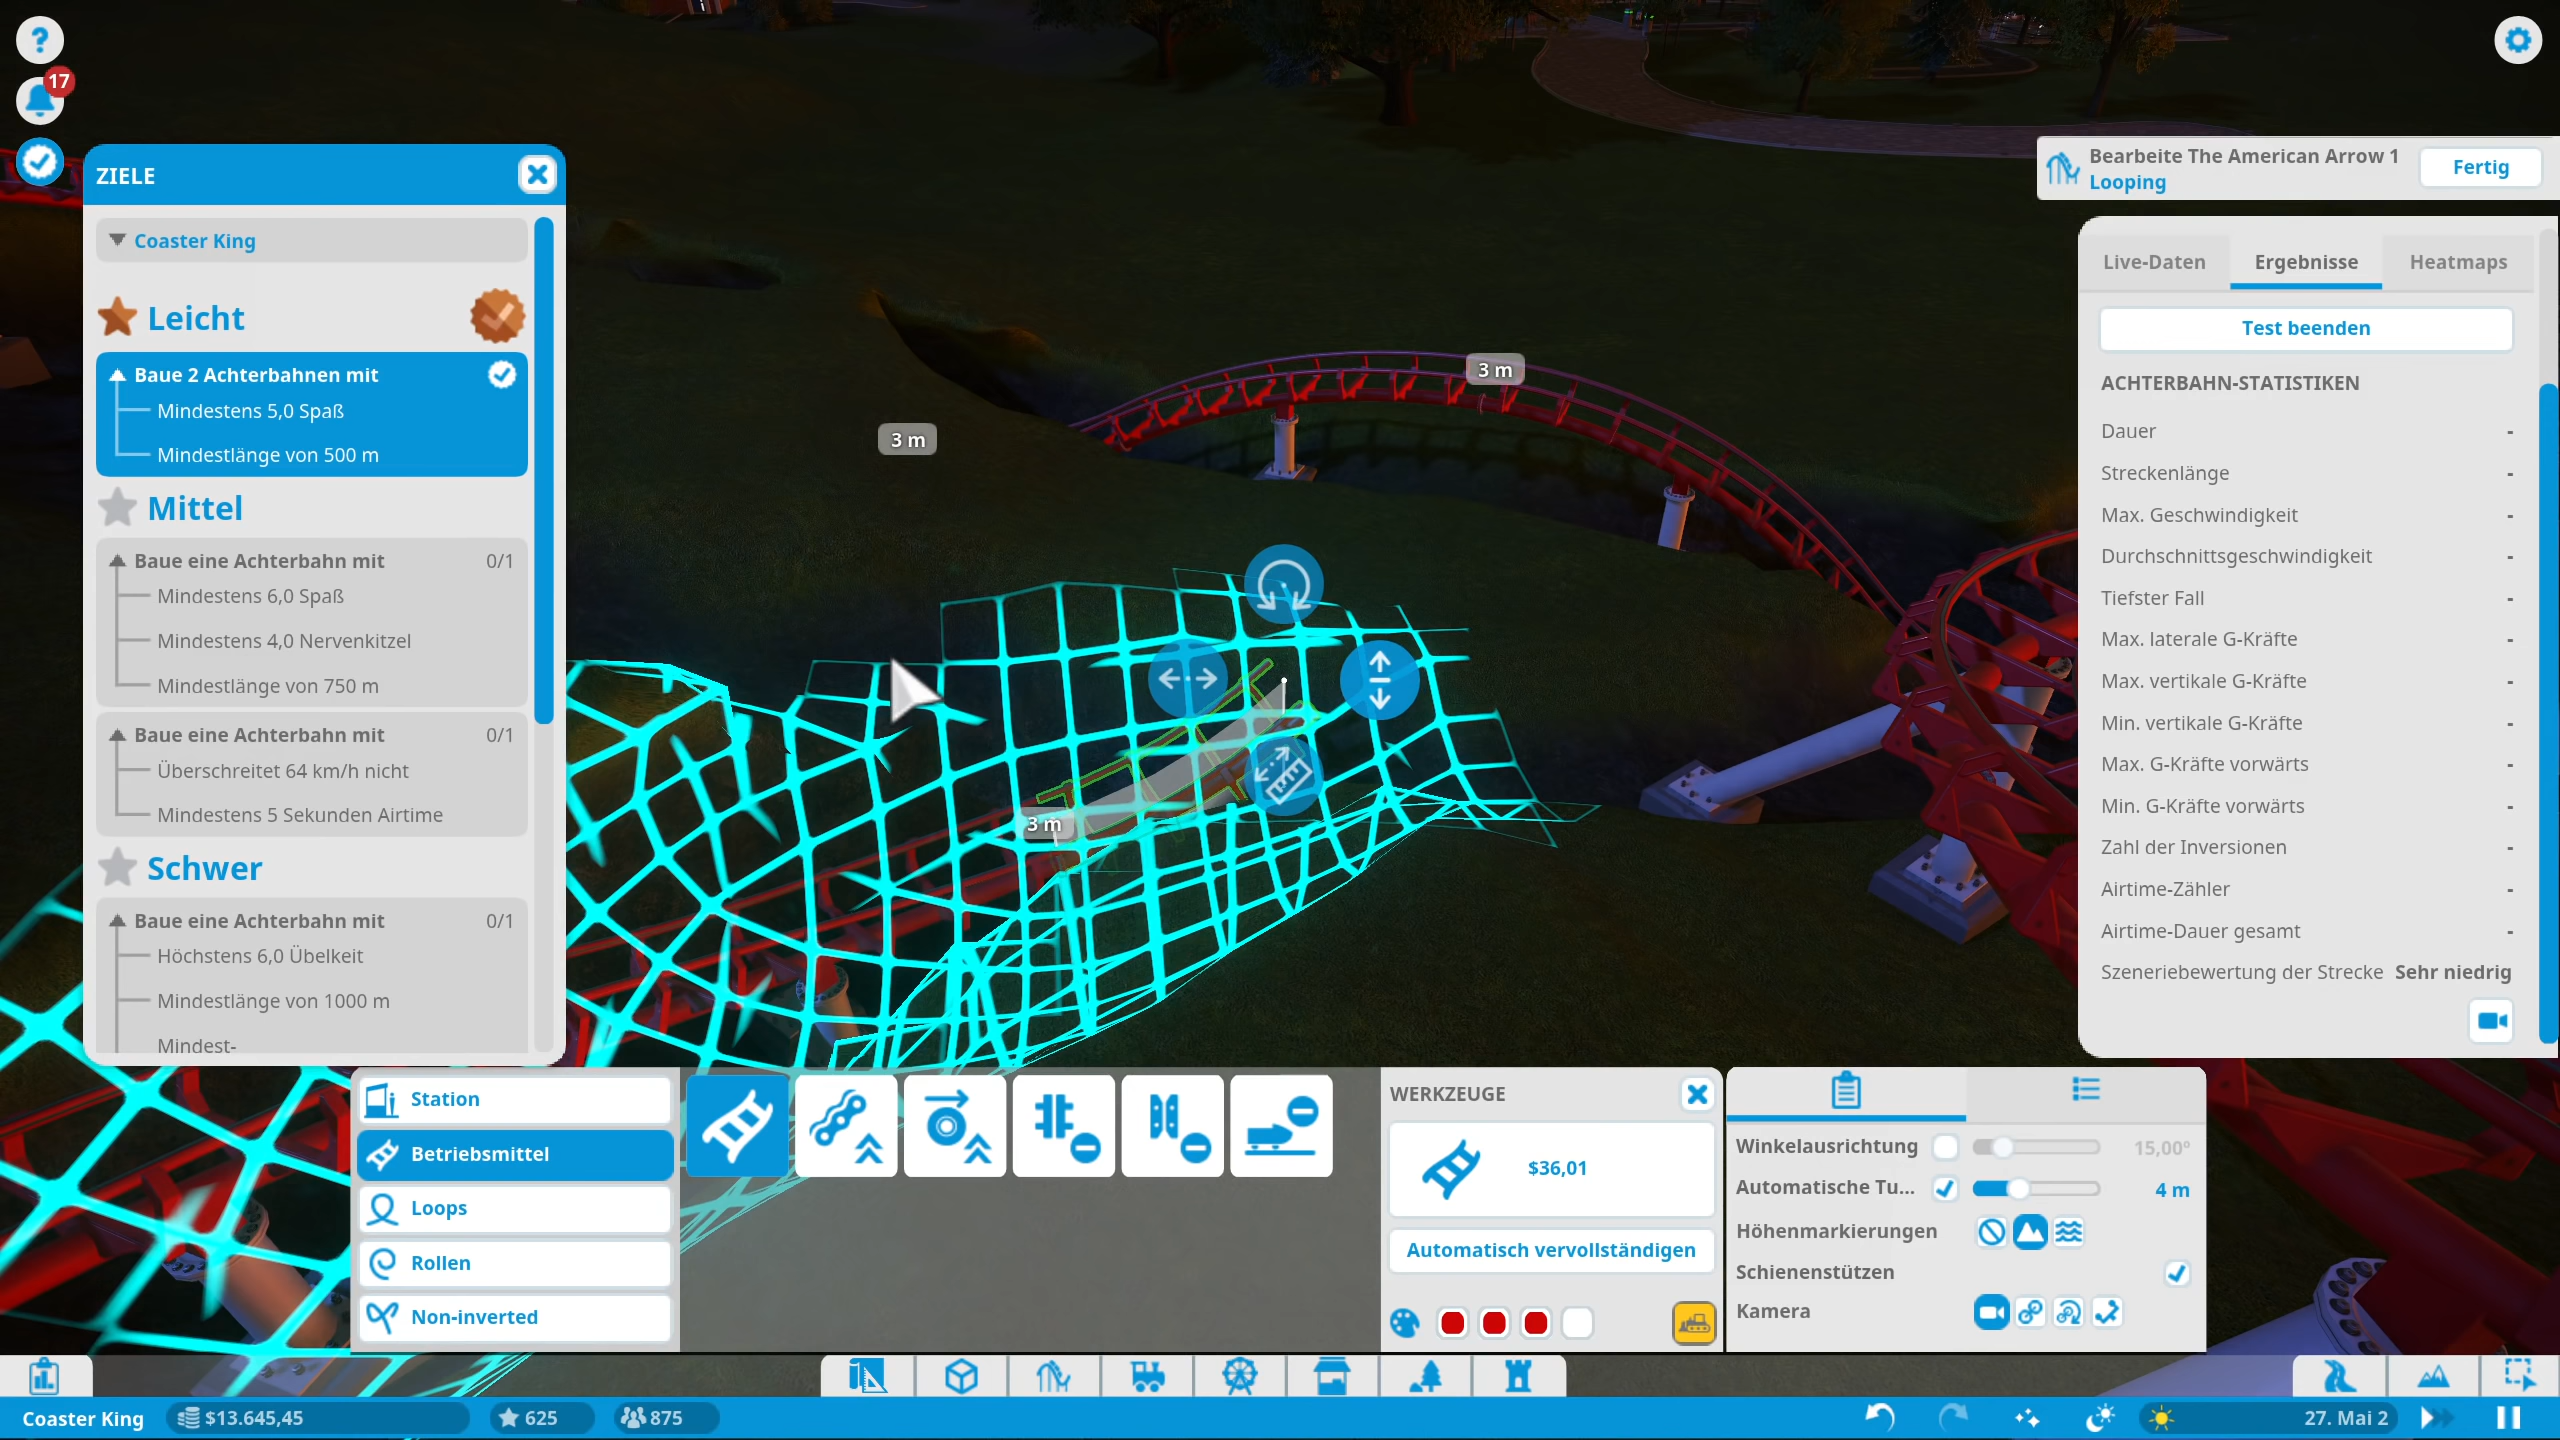 ?
17
ZIELE
Coaster King
Leicht
Baue 2 Achterbahnen mit
Mindestens 5,0 Spaß
Mindestlänge von 500 m
Mittel
Baue eine Achterbahn mit 0/1
Mindestens 6,0 Spaß
Mindestens 4,0 Nervenkitzel
Mindestlänge von 750 m
Baue eine Achterbahn mit 0/1
Überschreitet 64 km/h nicht
Mindestens 5 Sekunden Airtime
Schwer
Baue eine Achterbahn mit 0/1
Höchstens 6,0 Übelkeit
Mindestlänge von 1000 m
Mindest-
3 m
3 m
3 m
Bearbeite The American Arrow 1
Looping
Fertig
Live-Daten Ergebnisse Heatmaps
Test beenden
ACHTERBAHN-STATISTIKEN
Dauer -
Streckenlänge -
Max. Geschwindigkeit -
Durchschnittsgeschwindigkeit -
Tiefster Fall -
Max. laterale G-Kräfte -
Max. vertikale G-Kräfte -
Min. vertikale G-Kräfte -
Max. G-Kräfte vorwärts -
Min. G-Kräfte vorwärts -
Zahl der Inversionen -
Airtime-Zähler -
Airtime-Dauer gesamt -
Szeneriebewertung der Strecke Sehr niedrig
Station
Betriebsmittel
Loops
Rollen
Non-inverted
WERKZEUGE
$36,01
Automatisch vervollständigen
Winkelausrichtung 15,00°
Automatische Tu... 4 m
Höhenmarkierungen
Schienenstützen
Kamera
Coaster King $13.645,45 625 875 27. Mai 2